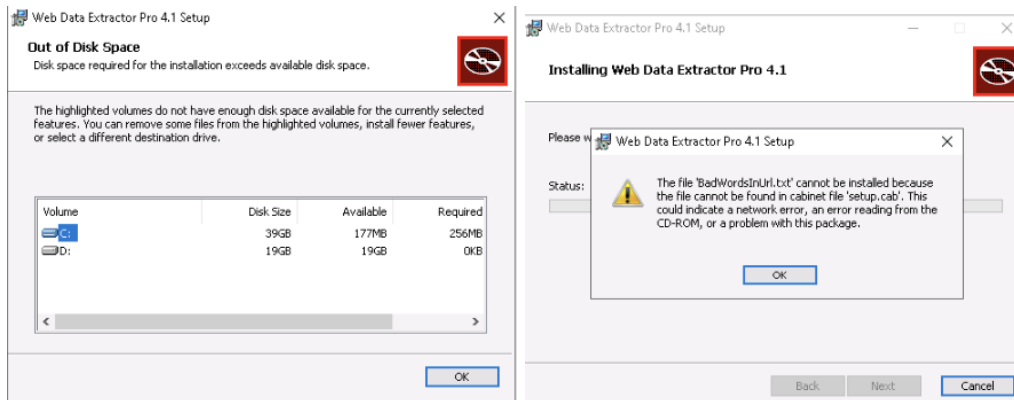 Web Data Extractor Pro 4.1 Setup
Out of Disk Space
Disk space required for the installation exceeds available disk space.
The highlighted volumes do not have enough disk space available for the currently selected
features. You can remove some files from the highlighted volumes, install fewer features,
or select a different destination drive.
Volume Disk Size Available Required
C: 39GB 177MB 256MB
D: 19GB 19GB 0KB
OK
Web Data Extractor Pro 4.1 Setup
Installing Web Data Extractor Pro 4.1
Please w
Web Data Extractor Pro 4.1 Setup
Status:
The file 'BadWordsInUrl.txt' cannot be installed because
the file cannot be found in cabinet file 'setup.cab'. This
could indicate a network error, an error reading from the
CD-ROM, or a problem with this package.
OK
Back Next Cancel